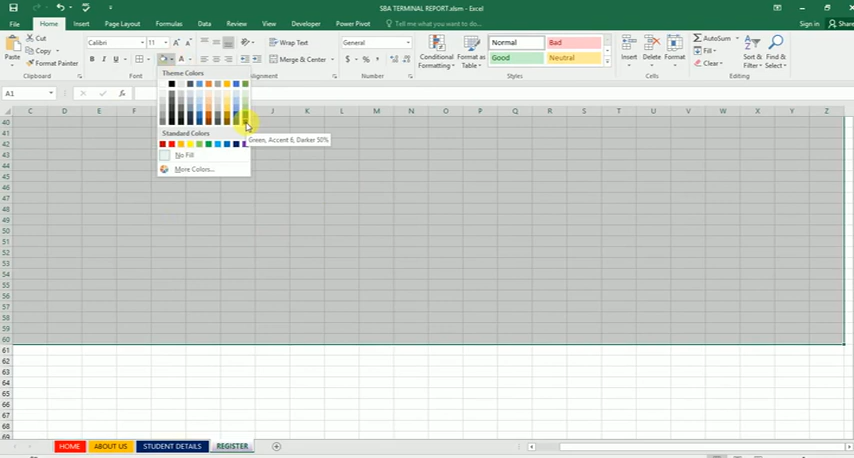 SBA TERMINAL REPORT.xlsm - Excel
Sign in
Share
File Home Insert Page Layout Formulas Data Review View Developer Power Pivot Tell me what you want to do...
Paste
Cut
Copy
Format Painter
Clipboard
Calibri 11
B I U
Wrap Text
Merge & Center
Alignment
General
$ % ,
Number
Conditional Formatting
Format as Table
Normal Bad
Good Neutral
Styles
Insert Delete Format
Cells
AutoSum
Fill
Clear
Sort & Filter
Find & Select
Editing
A1
fx
Theme Colors
Standard Colors
No Fill
More Colors...
Green, Accent 6, Darker 50%
C D E F J K L M N O P Q R S T U V W X Y Z
40
41
42
43
44
45
46
47
48
49
50
51
52
53
54
55
56
57
58
59
60
61
62
63
64
65
66
67
68
69
HOME ABOUT US STUDENT DETAILS REGISTER